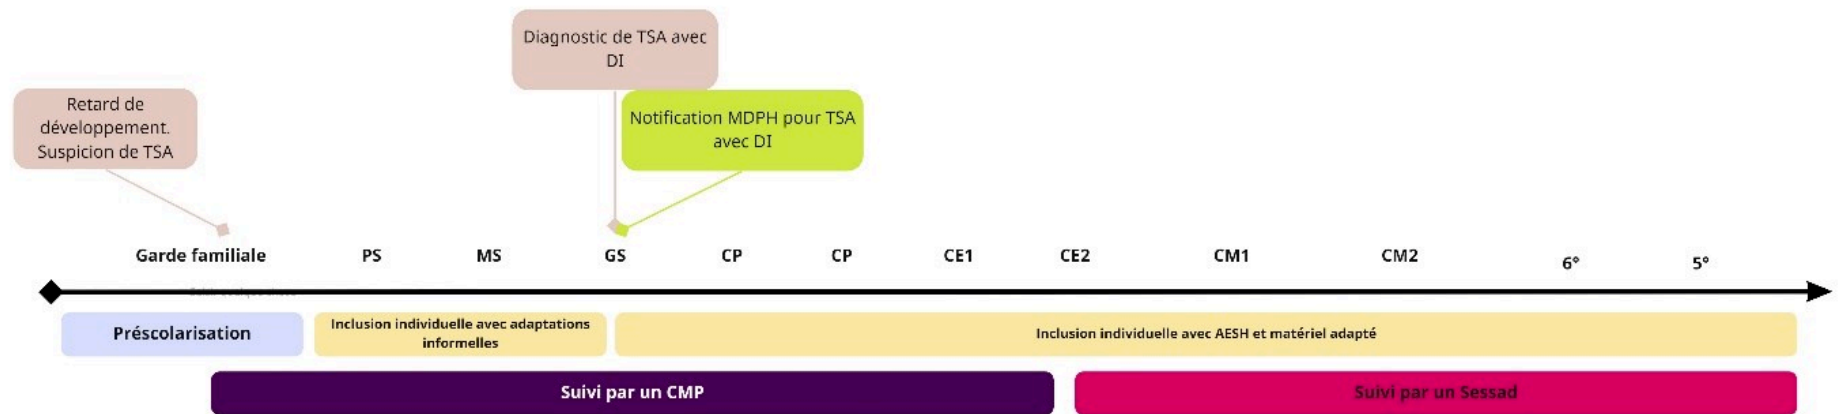 Diagnostic de TSA avec
DI
Retard de
développement.
Suspicion de TSA
Notification MDPH pour TSA
avec DI
Garde familiale
PS
MS
GS
CP
CP
CE1
CE2
CM1
CM2
6°
5°
Préscolarisation
Inclusion individuelle avec adaptations
informelles
Inclusion individuelle avec AESH et matériel adapté
Suivi par un CMP
Suivi par un Sessad